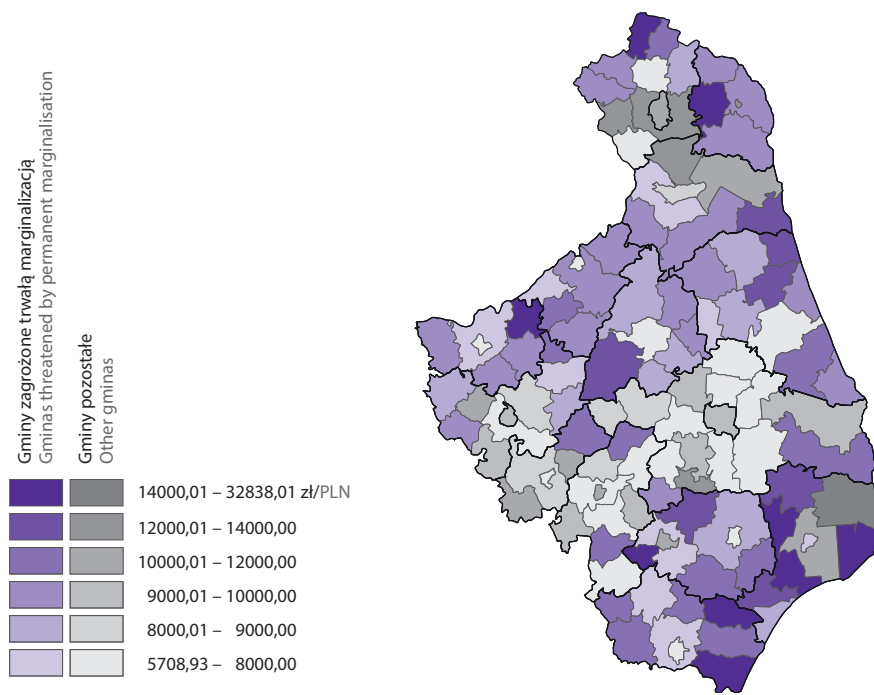 Gminy zagrożone trwałą marginalizacją
Gminas threatened by permanent marginalisation
Gminy pozostałe
Other gminas
14000,01 – 32838,01 zł/PLN
12000,01 – 14000,00
10000,01 – 12000,00
9000,01 – 10000,00
8000,01 – 9000,00
5708,93 – 8000,00